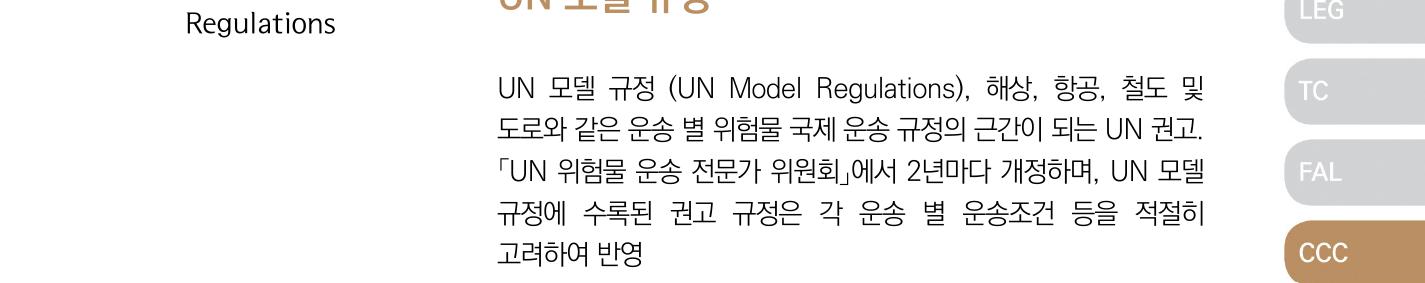 Regulations
UN 모델 규정
UN 모델 규정 (UN Model Regulations), 해상, 항공, 철도 및
도로와 같은 운송 별 위험물 국제 운송 규정의 근간이 되는 UN 권고.
「UN 위험물 운송 전문가 위원회」에서 2년마다 개정하며, UN 모델
규정에 수록된 권고 규정은 각 운송 별 운송조건 등을 적절히
고려하여 반영
LEG
TC
FAL
CCC